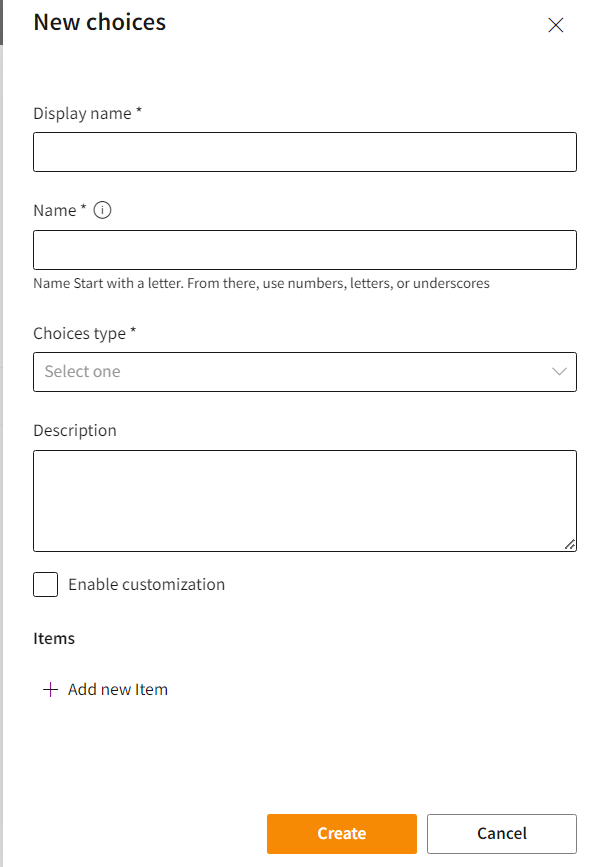 New choices
Display name *
Name *
Name Start with a letter. From there, use numbers, letters, or underscores
Choices type *
Select one
Description
Enable customization
Items
+ Add new Item
Create
Cancel